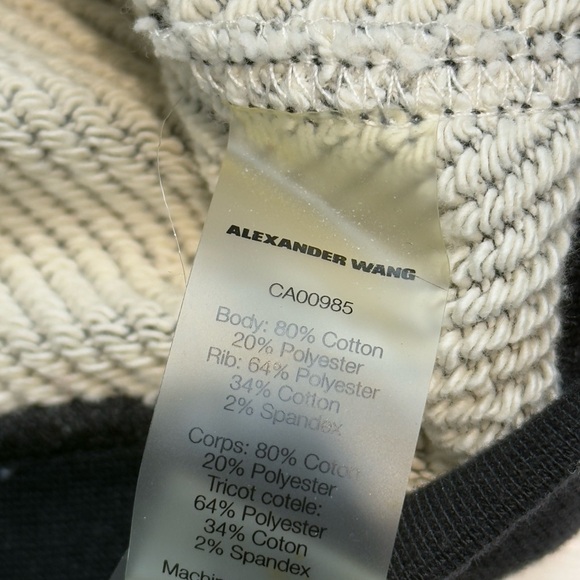 ALEXANDER WANG
CA00985
Body: 80% Cotton
20% Polyester
Rib: 64% Polyester
34% Cotton
2% Spandex
Corps: 80% Coton
20% Polyester
Tricot cotele:
64% Polyester
34% Coton
2% Spandex